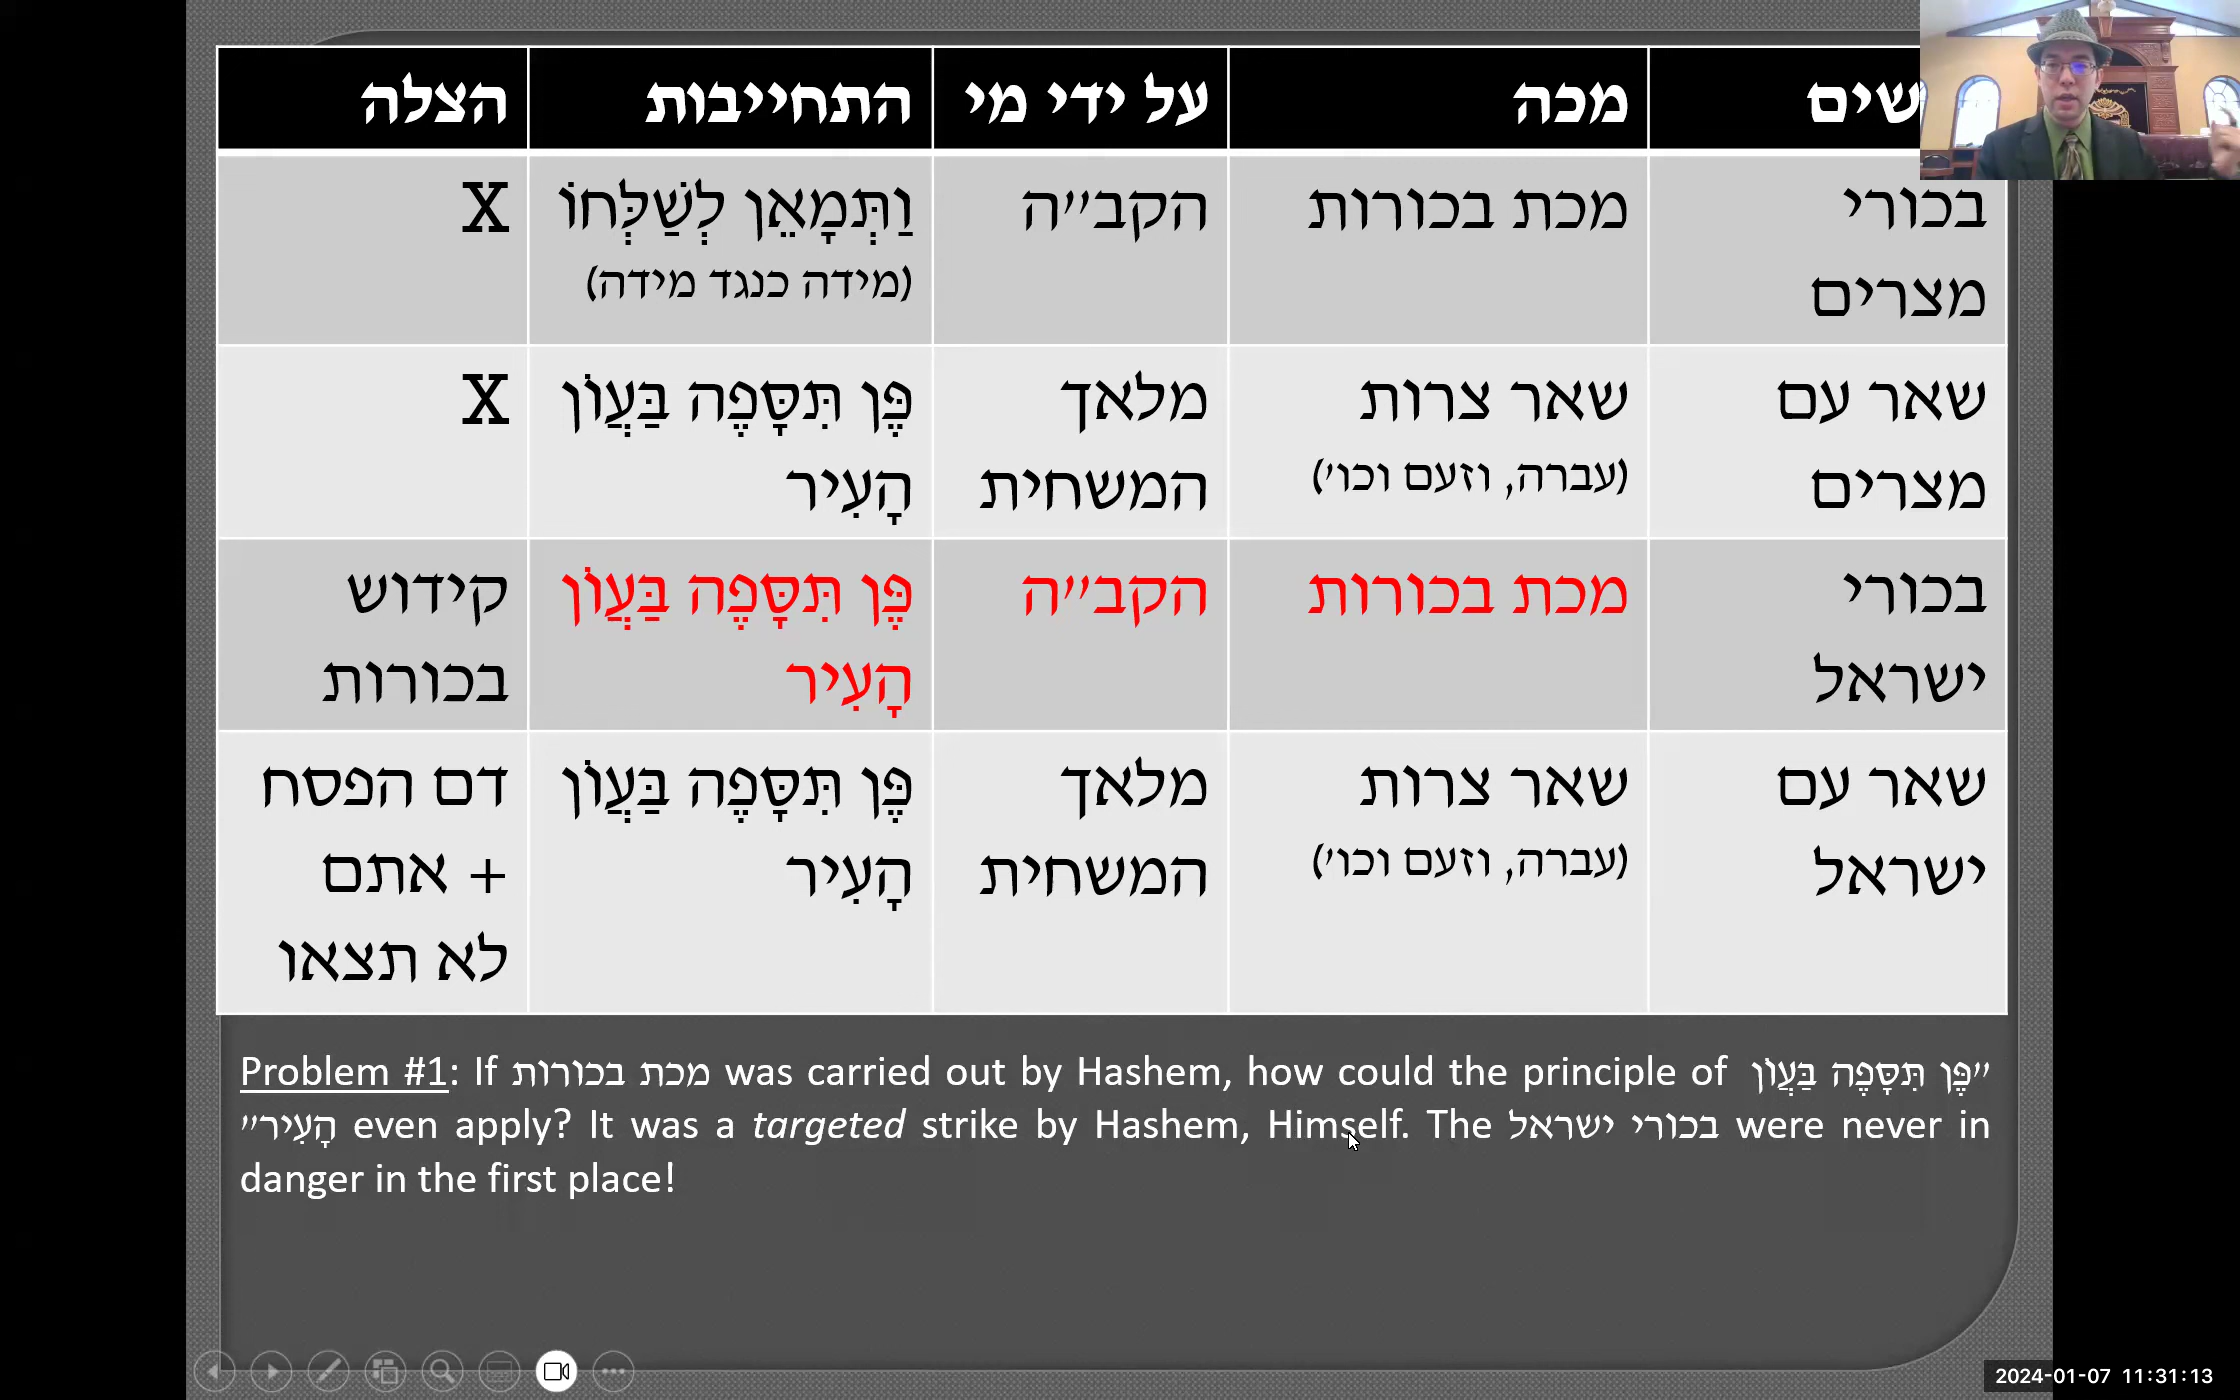 שים מכה על ידי מי התחייבות הצלה
בכורי מכת בכורות הקב״ה וַתְּמָאֵן לְשַׁלְּחוֹ X
מצרים (מידה כנגד מידה)
שאר עם שאר צרות מלאך פֶּן תִּסָּפֶה בַּעֲוֹן X
מצרים (עברה, וזעם וכו׳) המשחית הָעִיר
בכורי מכת בכורות הקב״ה פֶּן תִּסָּפֶה בַּעֲוֹן קידוש
ישראל הָעִיר בכורות
שאר עם שאר צרות מלאך פֶּן תִּסָּפֶה בַּעֲוֹן דם הפסח
ישראל (עברה, וזעם וכו׳) המשחית הָעִיר + אתם
לא תצאו
Problem #1: If מכת בכורות was carried out by Hashem, how could the principle of ״פֶּן תִּסָּפֶה בַּעֲוֹן
הָעִיר״ even apply? It was a targeted strike by Hashem, Himself. The בכורי ישראל were never in
danger in the first place!
2024-01-07 11:31:13